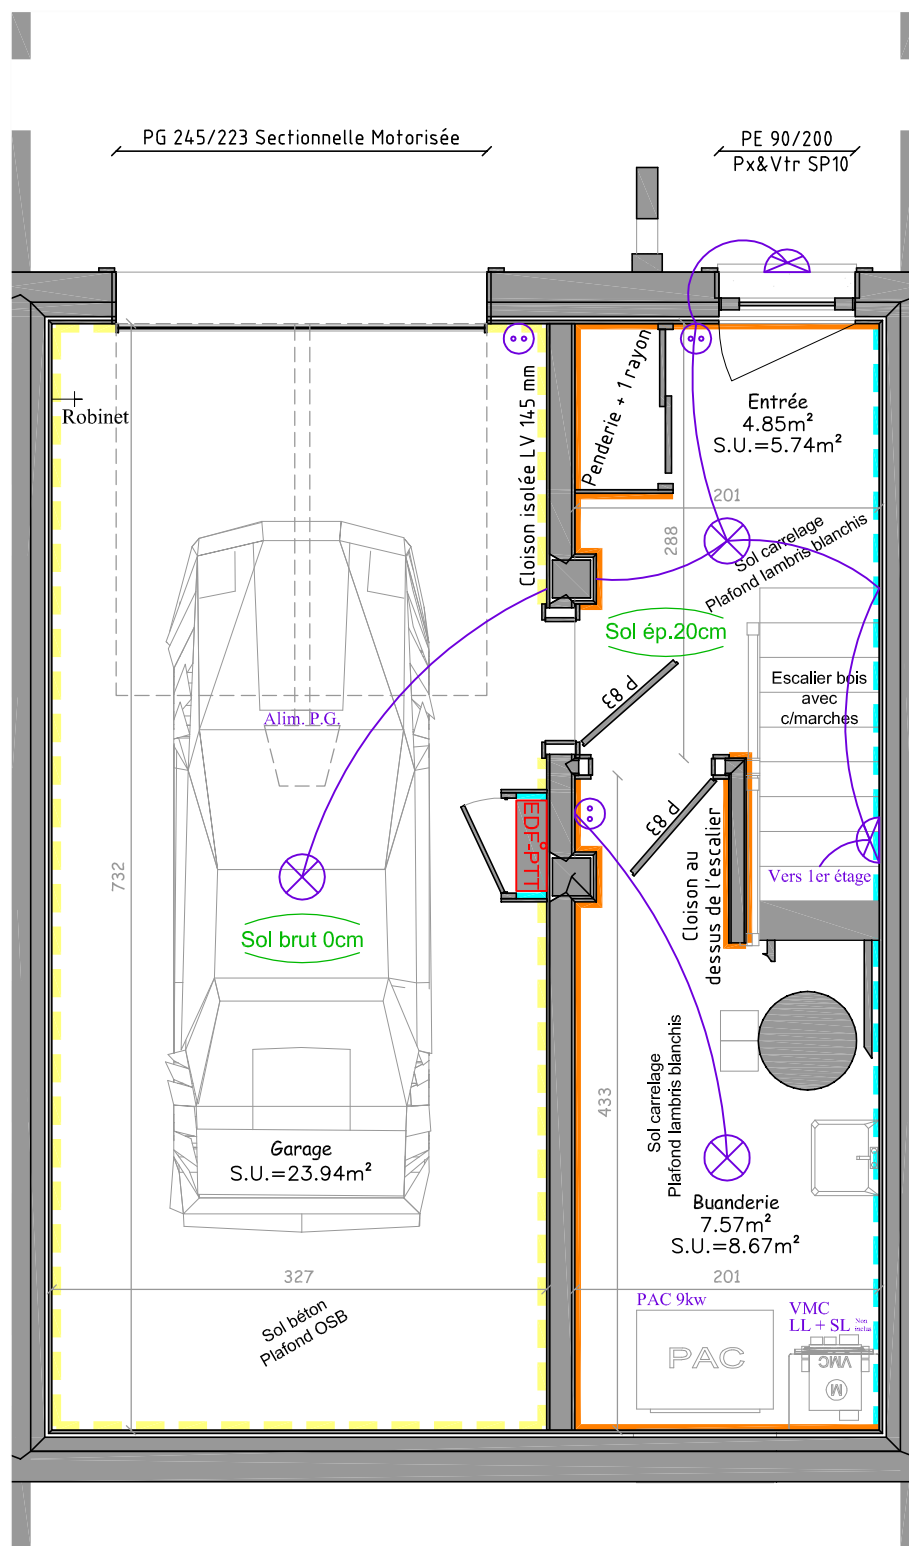 PG 245/223 Sectionnelle Motorisée
PE 90/200
Px&Vtr SP10
Robinet
Cloison isolée LV 145 mm
Penderie + 1 rayon
Entrée
4.85m²
S.U.=5.74m²
201
288
Sol carrelage
Plafond lambris blanchis
Sol ép.20cm
P 83
Escalier bois
avec
c/marches
Alim. P.G.
P 83
EDF-PTT
Cloison au
dessus de l'escalier
Vers 1er étage
732
Sol brut 0cm
433
Sol carrelage
Plafond lambris blanchis
Garage
S.U.=23.94m²
Buanderie
7.57m²
S.U.=8.67m²
327
201
Sol béton
Plafond OSB
PAC 9kw
VMC
LL + SL Non
inclus
PAC
VMC
M